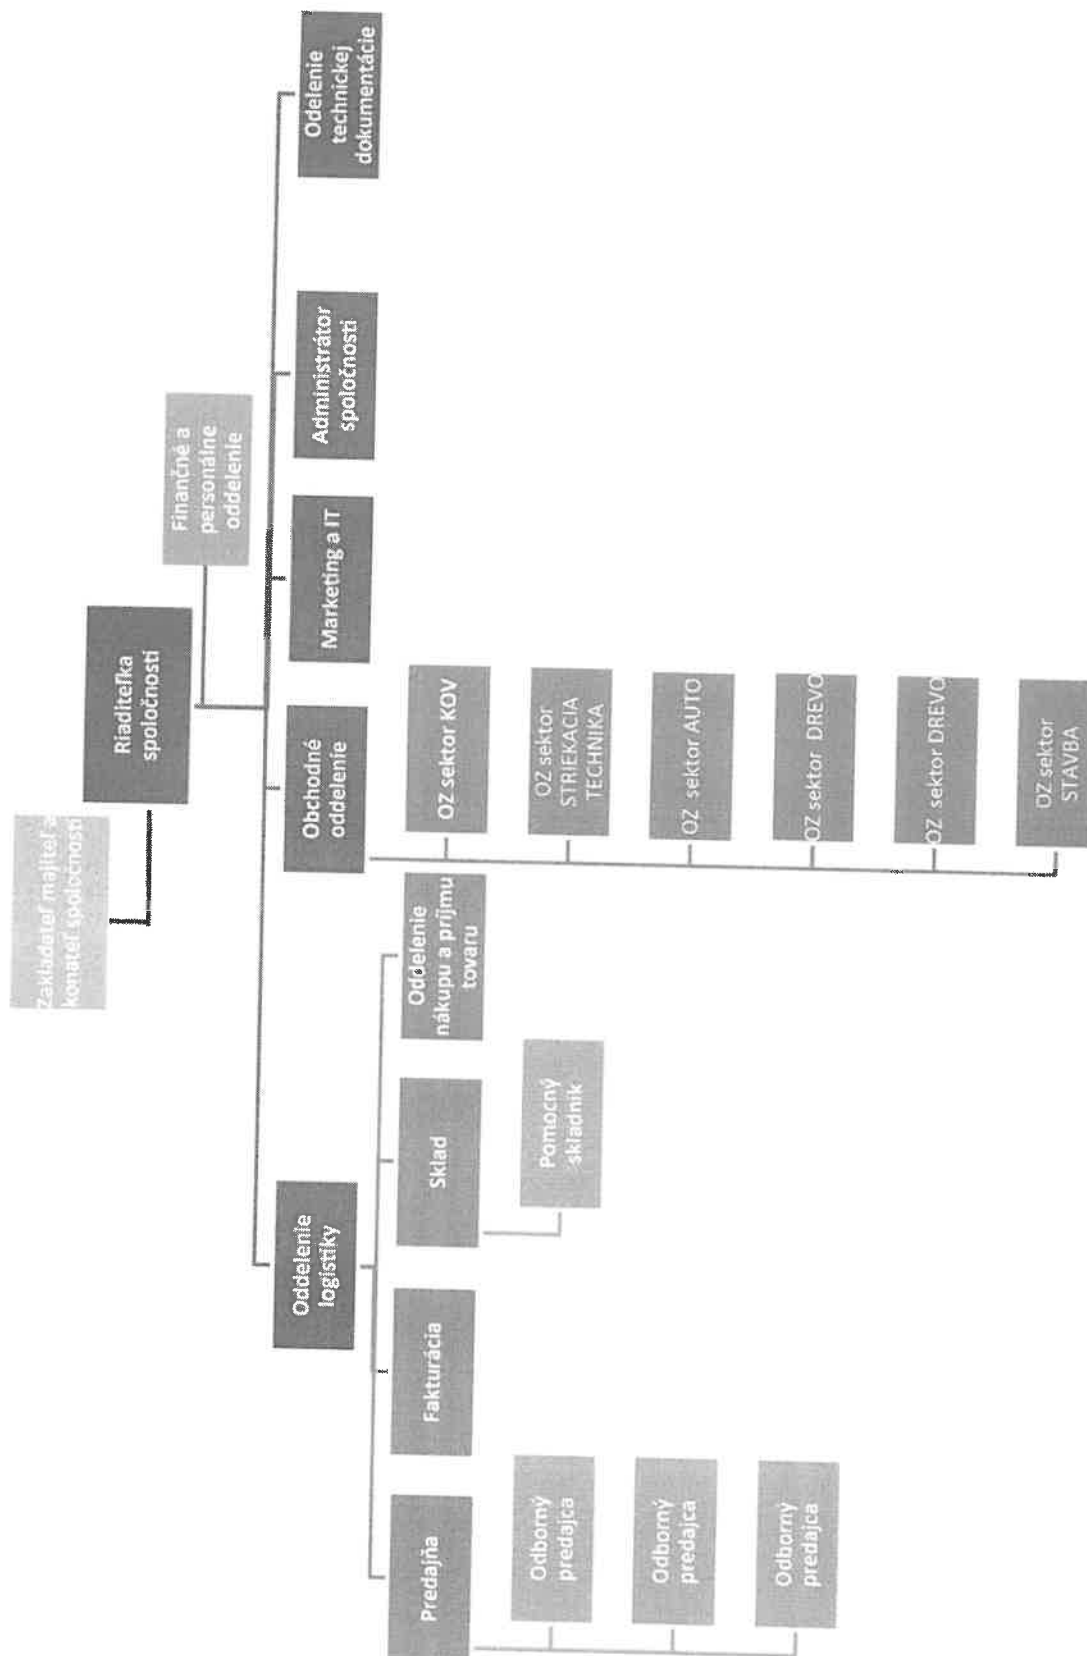 Zakladateľ majiteľ a
konateľ spoločnosti
Riaditeľka
spoločnosti
Finančné a
personálne
oddelenie
Oddelenie
logistiky
Obchodné
oddelenie
Marketing a IT
Administrátor
spoločnosti
Odelenie
technickej
dokumentácie
Predajňa
Fakturácia
Sklad
Oddelenie
nákupu a príjmu
tovaru
Odborný
predajca
Odborný
predajca
Odborný
predajca
Pomocný
skladník
OZ sektor KOV
OZ sektor
STRIEKACIA
TECHNIKA
OZ sektor AUTO
OZ sektor DREVO
OZ sektor DREVO
OZ sektor
STAVBA